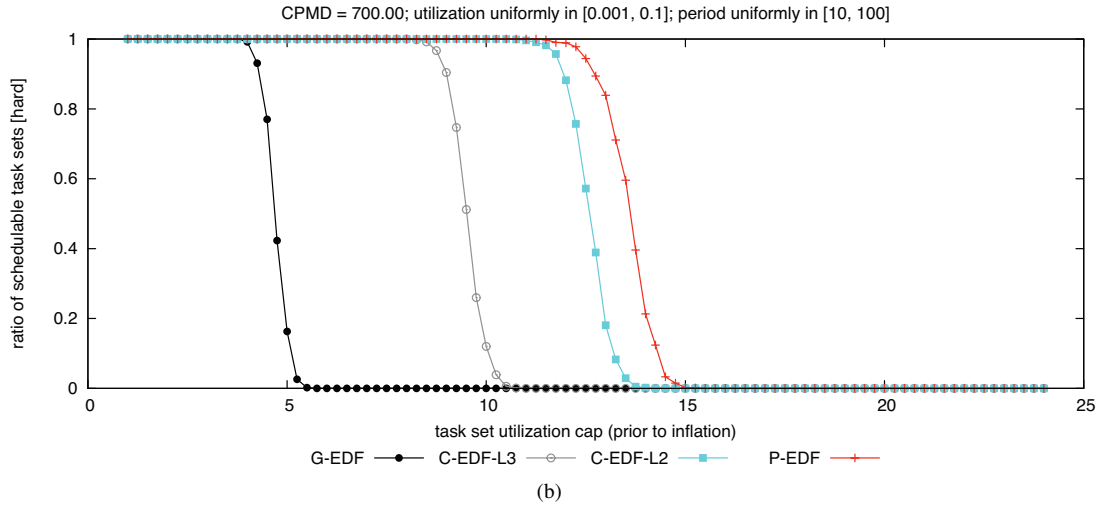 CPMD = 700.00; utilization uniformly in [0.001, 0.1]; period uniformly in [10, 100]
1
0.8
0.6
0.4
0.2
0
ratio of schedulable task sets [hard]
0 5 10 15 20 25
task set utilization cap (prior to inflation)
G-EDF C-EDF-L3 C-EDF-L2 P-EDF
(b)